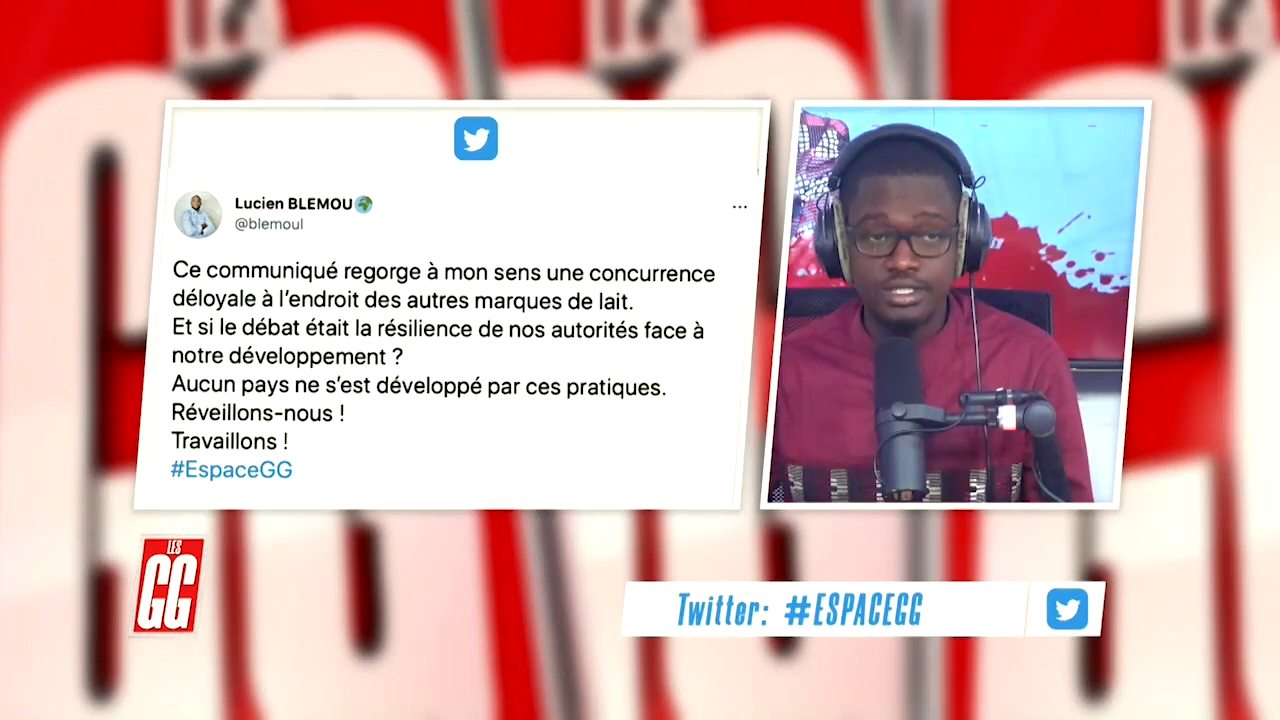 Lucien BLEMOU
@blemoul
Ce communiqué regorge à mon sens une concurrence
déloyale à l'endroit des autres marques de lait.
Et si le débat était la résilience de nos autorités face à
notre développement ?
Aucun pays ne s'est développé par ces pratiques.
Réveillons-nous !
Travaillons !
#EspaceGG
LES
GG
Twitter: #ESPACEGG